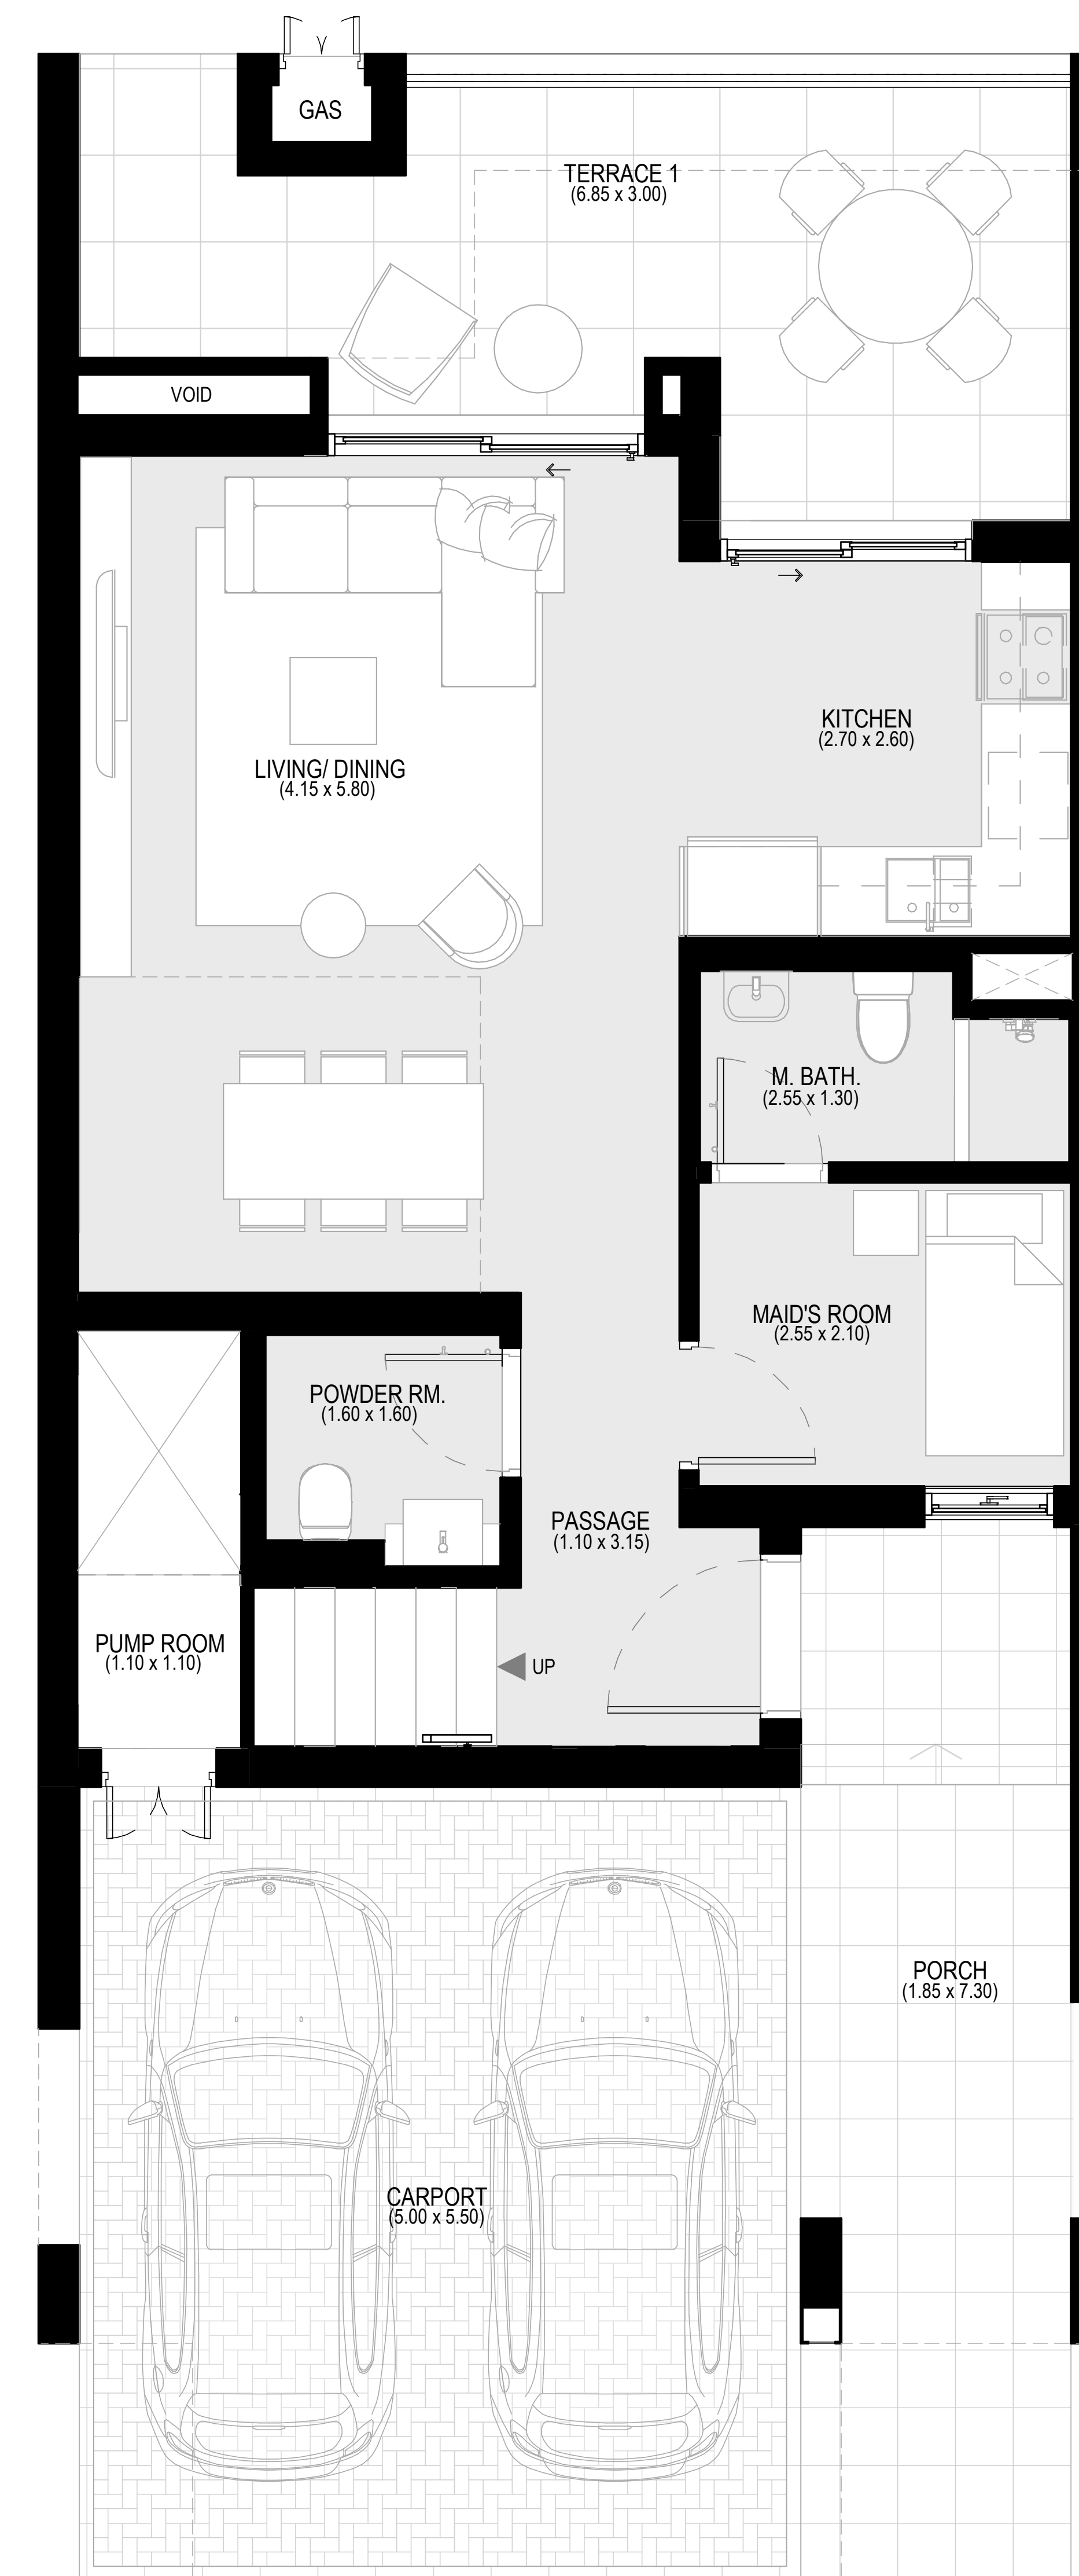 GAS
TERRACE 1
(6.85 x 3.00)
VOID
KITCHEN
(2.70 x 2.60)
LIVING/ DINING
(4.15 x 5.80)
M. BATH.
(2.55 x 1.30)
MAID'S ROOM
(2.55 x 2.10)
POWDER RM.
(1.60 x 1.60)
PASSAGE
(1.10 x 3.15)
PUMP ROOM
(1.10 x 1.10)
UP
PORCH
(1.85 x 7.30)
CARPORT
(5.00 x 5.50)